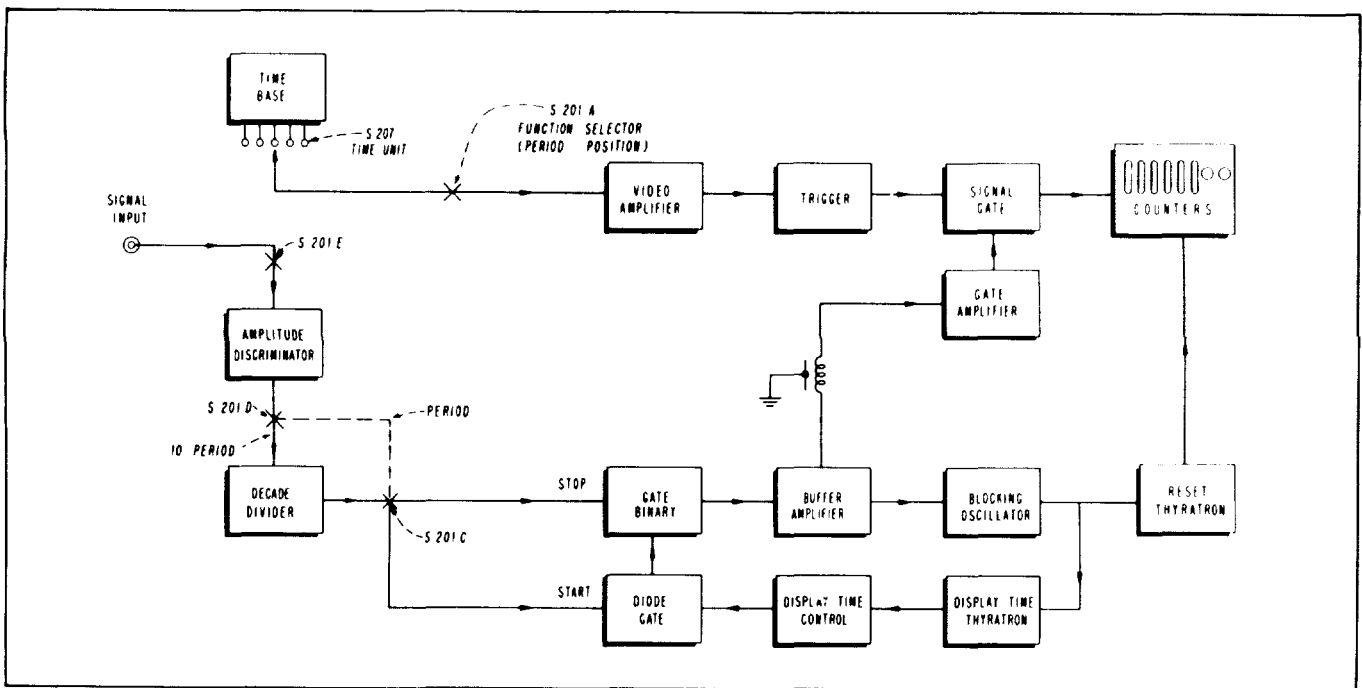 TIME
BASE
S 207
TIME UNIT
S 201 A
FUNCTION SELECTOR
(PERIOD POSITION)
SIGNAL
INPUT
S 201 E
VIDEO
AMPLIFIER
TRIGGER
SIGNAL
GATE
COUNTERS
GATE
AMPLIFIER
AMPLITUDE
DISCRIMINATOR
S 201 D
PERIOD
10 PERIOD
DECADE
DIVIDER
S 201 C
STOP
GATE
BINARY
BUFFER
AMPLIFIER
BLOCKING
OSCILLATOR
RESET
THYRATRON
START
DIODE
GATE
DISPLAY TIME
CONTROL
DISPLAY TIME
THYRATRON